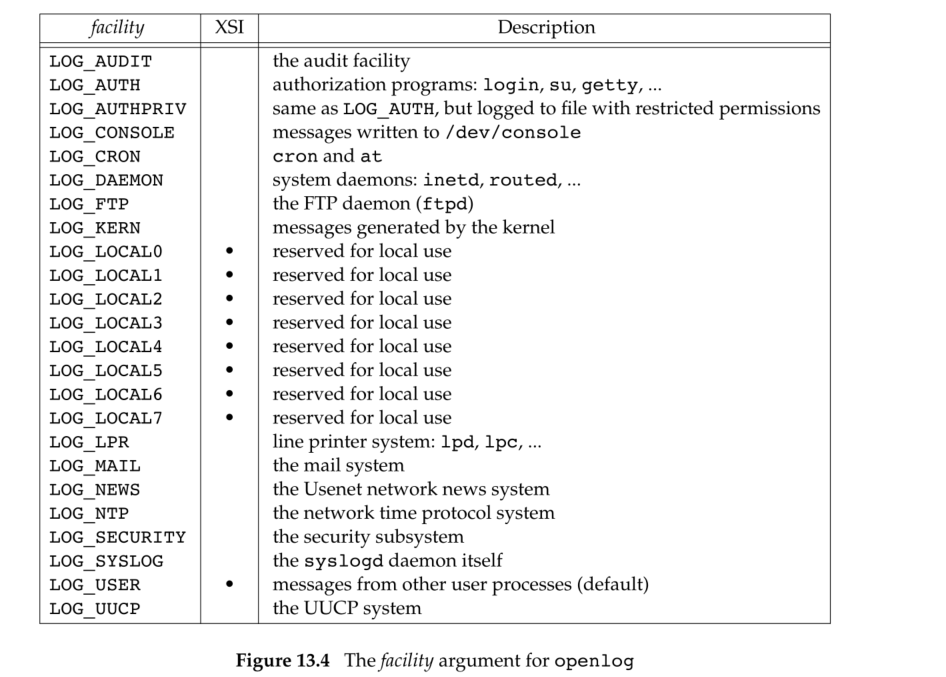 facility XSI Description
LOG_AUDIT the audit facility
LOG_AUTH authorization programs: login, su, getty, ...
LOG_AUTHPRIV same as LOG_AUTH, but logged to file with restricted permissions
LOG_CONSOLE messages written to /dev/console
LOG_CRON cron and at
LOG_DAEMON system daemons: inetd, routed, ...
LOG_FTP the FTP daemon (ftpd)
LOG_KERN messages generated by the kernel
LOG_LOCAL0 • reserved for local use
LOG_LOCAL1 • reserved for local use
LOG_LOCAL2 • reserved for local use
LOG_LOCAL3 • reserved for local use
LOG_LOCAL4 • reserved for local use
LOG_LOCAL5 • reserved for local use
LOG_LOCAL6 • reserved for local use
LOG_LOCAL7 • reserved for local use
LOG_LPR line printer system: lpd, lpc, ...
LOG_MAIL the mail system
LOG_NEWS the Usenet network news system
LOG_NTP the network time protocol system
LOG_SECURITY the security subsystem
LOG_SYSLOG the syslogd daemon itself
LOG_USER • messages from other user processes (default)
LOG_UUCP the UUCP system
Figure 13.4 The facility argument for openlog